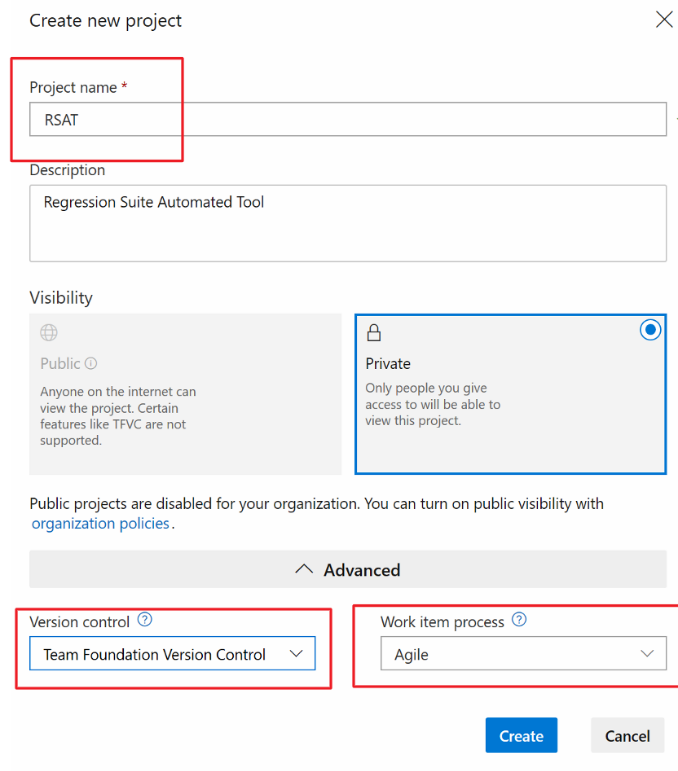 Create new project
Project name *
RSAT
Description
Regression Suite Automated Tool
Visibility
Public
Anyone on the internet can
view the project. Certain
features like TFVC are not
supported.
Private
Only people you give
access to will be able to
view this project.
Public projects are disabled for your organization. You can turn on public visibility with
organization policies.
Advanced
Version control ?
Team Foundation Version Control
Work item process ?
Agile
Create
Cancel